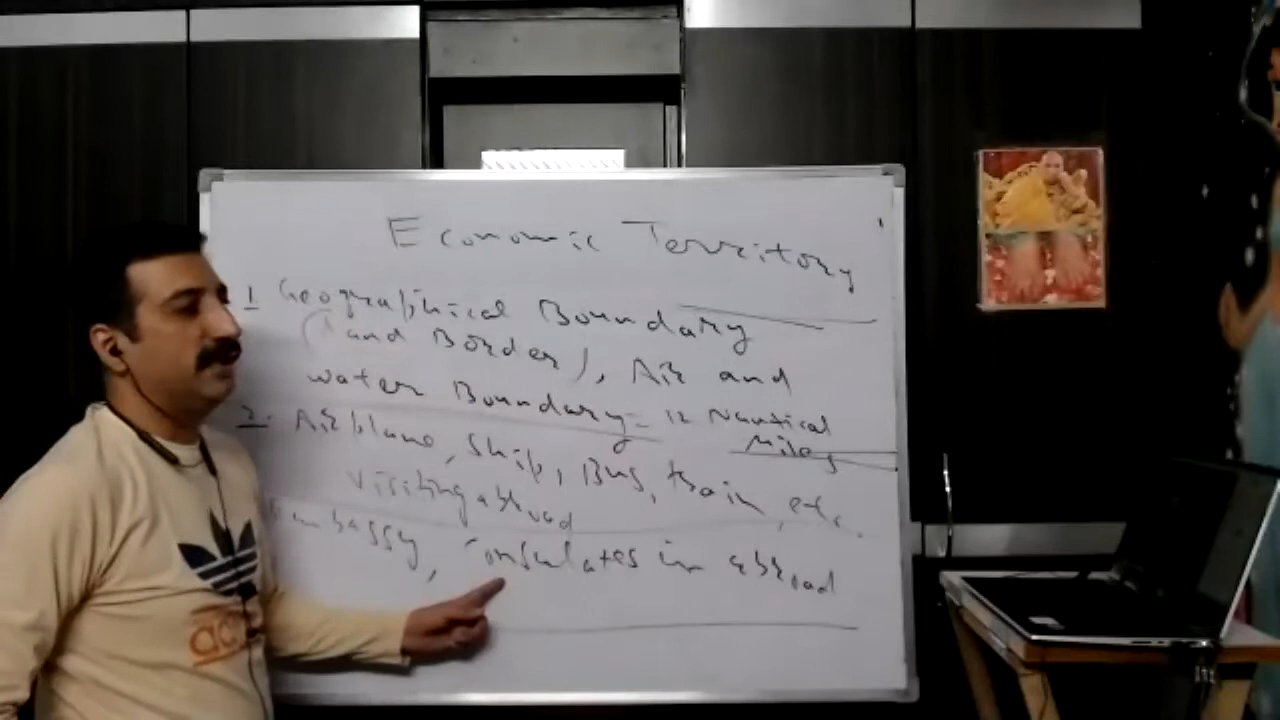 Economic Territory
1. Geographical Boundary
(Land Border), Air and
water Boundary = 12 Nautical
Miles
2. Airplane, Ship, Bus, train, etc.
visiting abroad
Embassy, Consulates in abroad